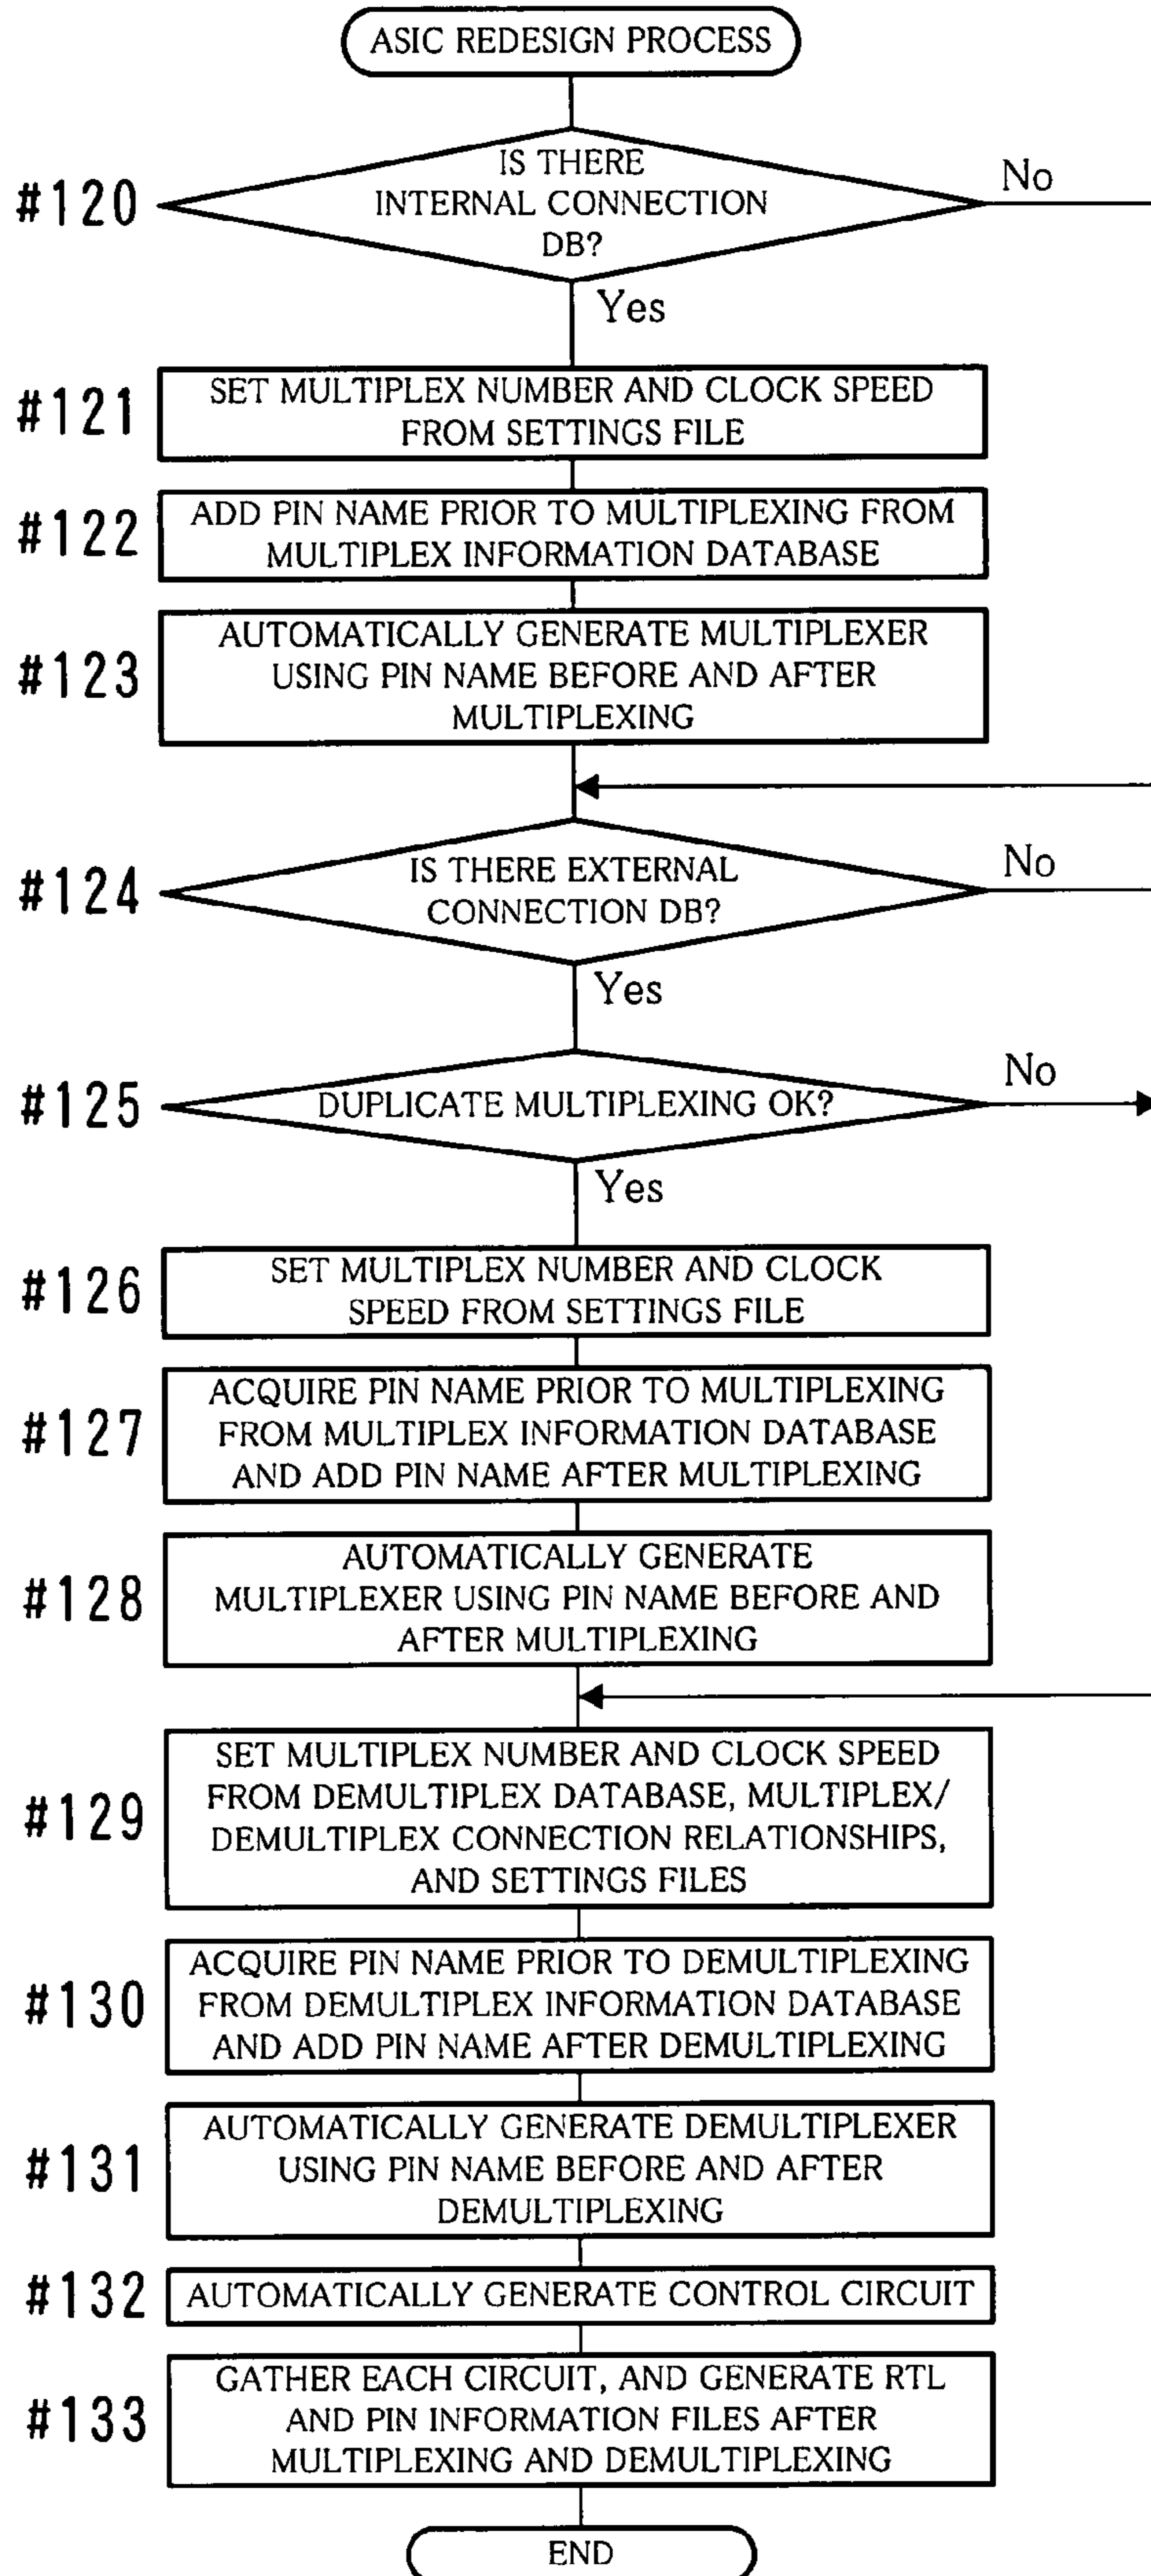 ASIC REDESIGN PROCESS
#120
IS THERE
INTERNAL CONNECTION
DB?
No
Yes
#121
SET MULTIPLEX NUMBER AND CLOCK SPEED
FROM SETTINGS FILE
#122
ADD PIN NAME PRIOR TO MULTIPLEXING FROM
MULTIPLEX INFORMATION DATABASE
#123
AUTOMATICALLY GENERATE MULTIPLEXER
USING PIN NAME BEFORE AND AFTER
MULTIPLEXING
#124
IS THERE EXTERNAL
CONNECTION DB?
No
Yes
#125
DUPLICATE MULTIPLEXING OK?
No
Yes
#126
SET MULTIPLEX NUMBER AND CLOCK
SPEED FROM SETTINGS FILE
#127
ACQUIRE PIN NAME PRIOR TO MULTIPLEXING
FROM MULTIPLEX INFORMATION DATABASE
AND ADD PIN NAME AFTER MULTIPLEXING
#128
AUTOMATICALLY GENERATE
MULTIPLEXER USING PIN NAME BEFORE AND
AFTER MULTIPLEXING
#129
SET MULTIPLEX NUMBER AND CLOCK SPEED
FROM DEMULTIPLEX DATABASE, MULTIPLEX/
DEMULTIPLEX CONNECTION RELATIONSHIPS,
AND SETTINGS FILES
#130
ACQUIRE PIN NAME PRIOR TO DEMULTIPLEXING
FROM DEMULTIPLEX INFORMATION DATABASE
AND ADD PIN NAME AFTER DEMULTIPLEXING
#131
AUTOMATICALLY GENERATE DEMULTIPLEXER
USING PIN NAME BEFORE AND AFTER
DEMULTIPLEXING
#132
AUTOMATICALLY GENERATE CONTROL CIRCUIT
#133
GATHER EACH CIRCUIT, AND GENERATE RTL
AND PIN INFORMATION FILES AFTER
MULTIPLEXING AND DEMULTIPLEXING
END